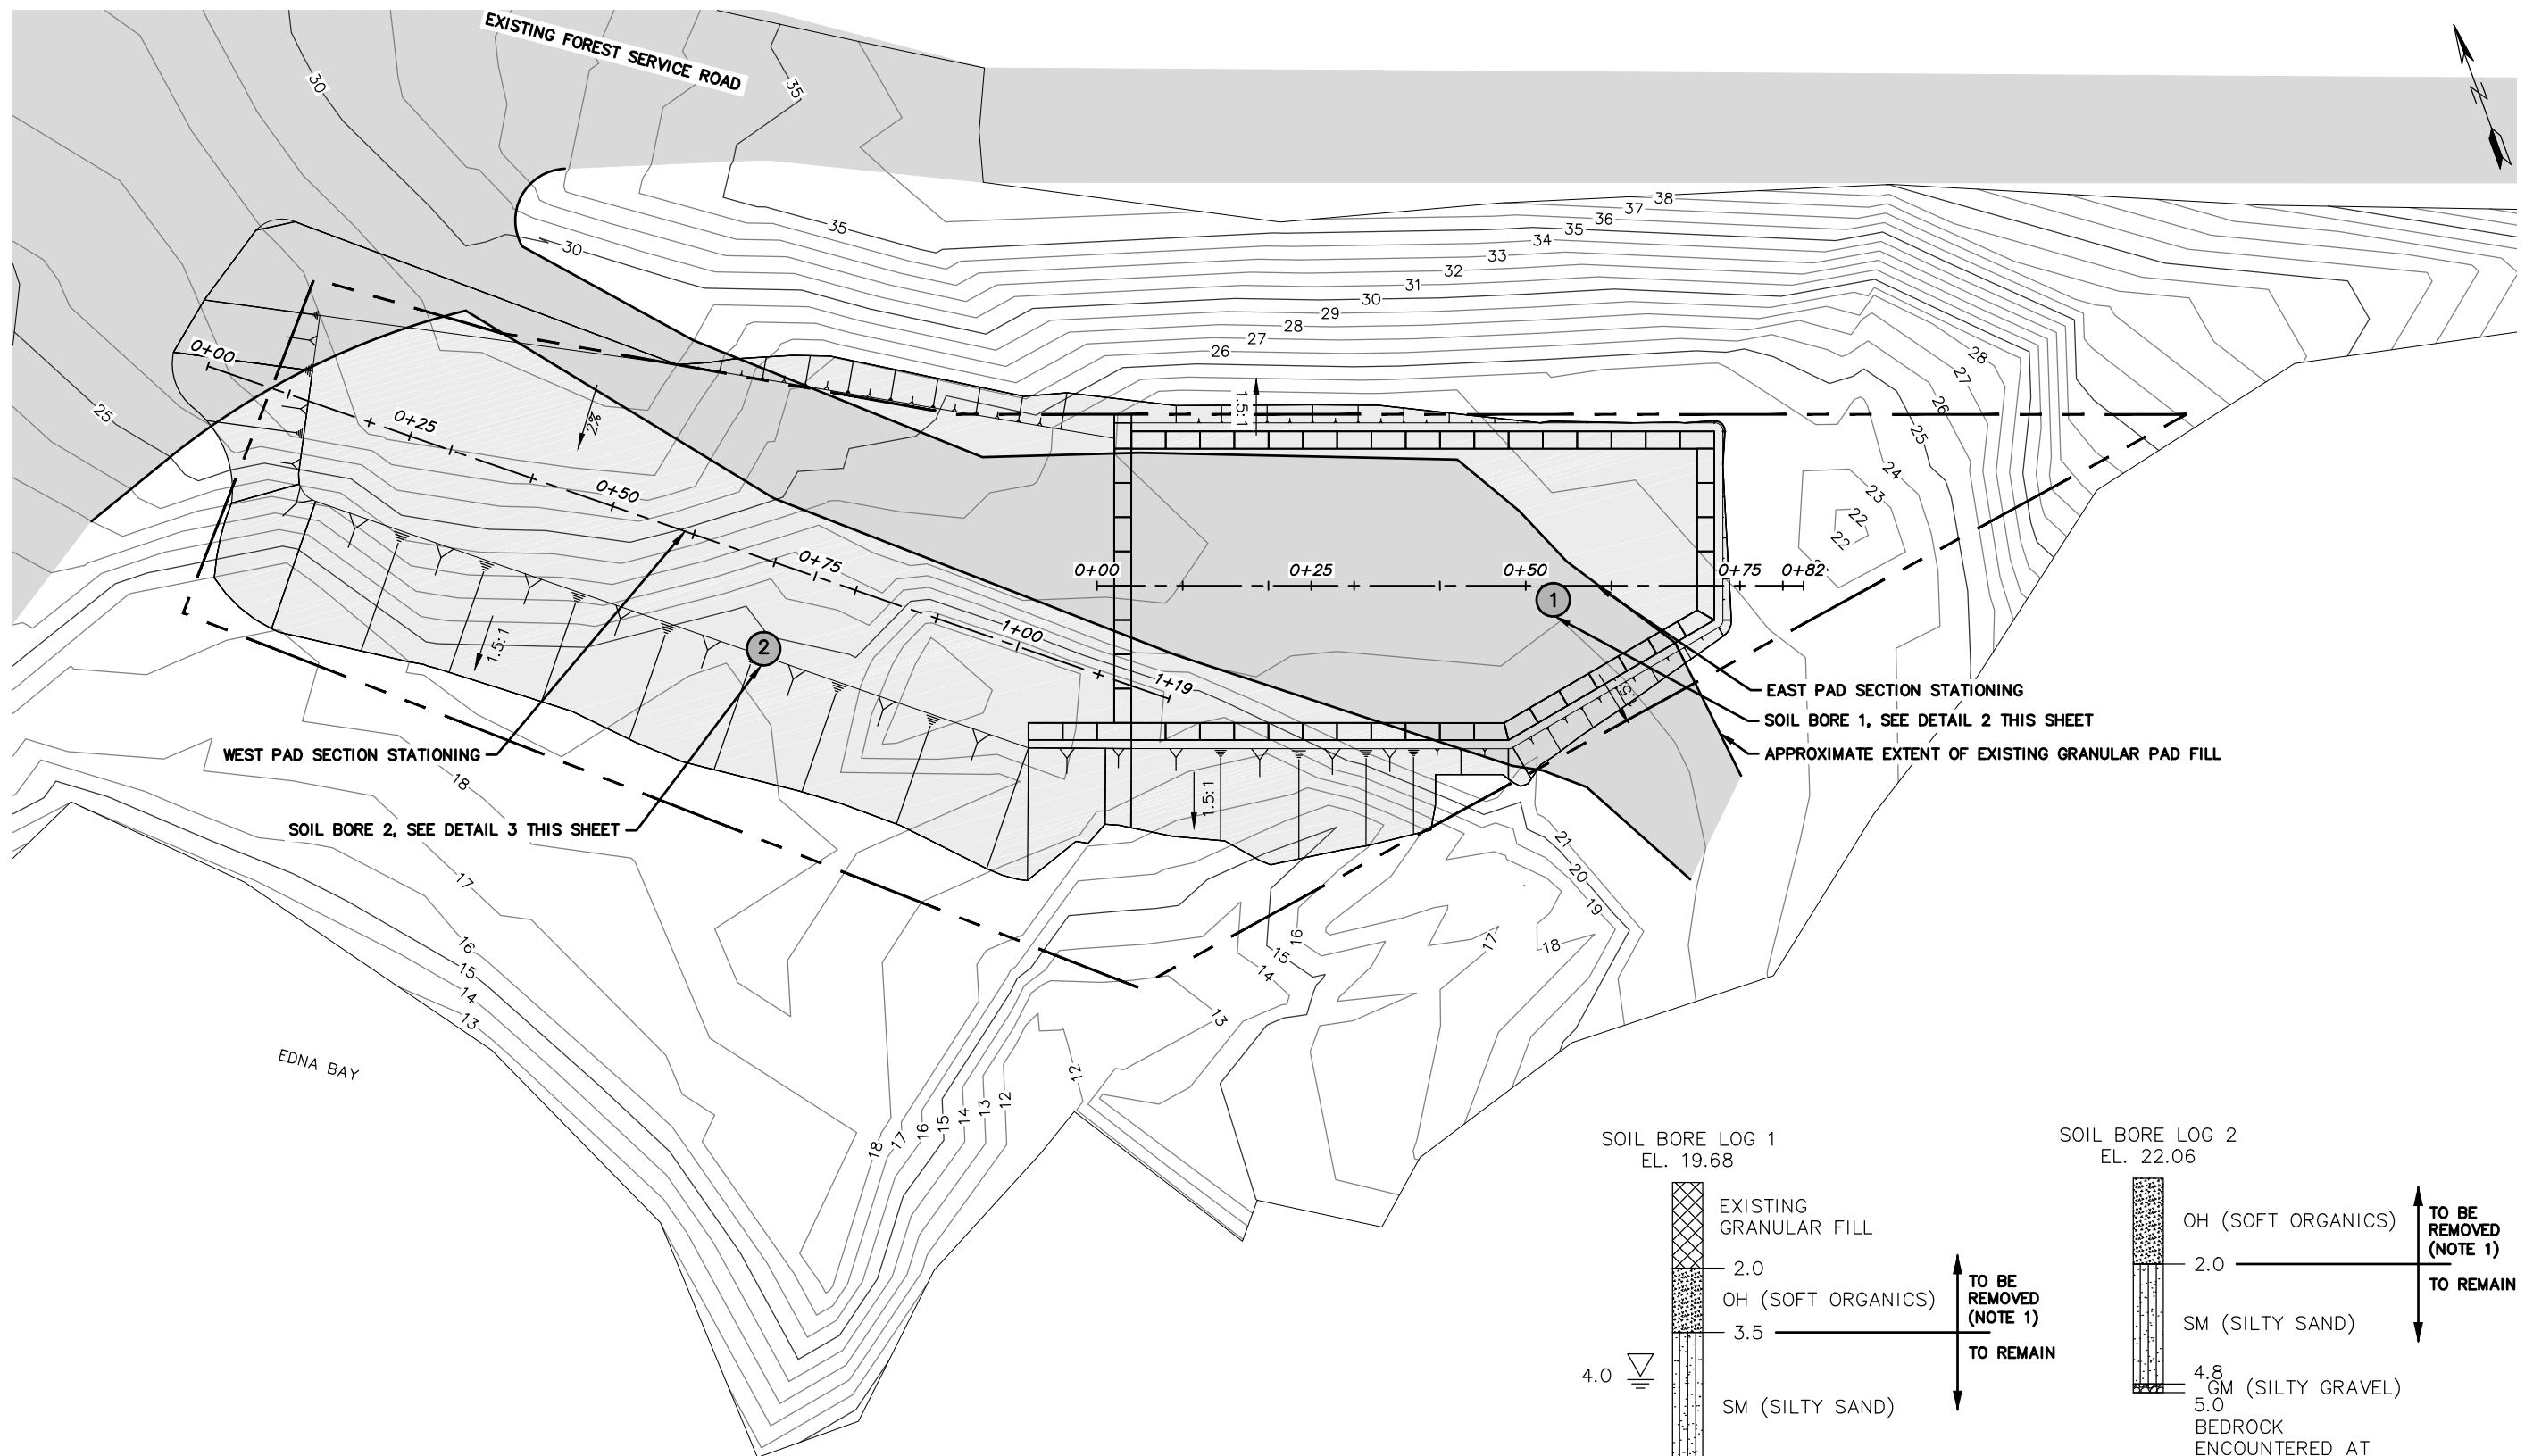 EXISTING FOREST SERVICE ROAD
30
35
35
30
38
37
36
35
34
33
32
31
30
29
28
27
26
28
27
26
25
24
23
22
22
25
0+00
0+25
0+50
0+75
1+00
1+19
2%
1.5:1
1.5:1
1.5:1
0+00
0+25
0+50
0+75
0+82
1
2
EAST PAD SECTION STATIONING
SOIL BORE 1, SEE DETAIL 2 THIS SHEET
APPROXIMATE EXTENT OF EXISTING GRANULAR PAD FILL
WEST PAD SECTION STATIONING
SOIL BORE 2, SEE DETAIL 3 THIS SHEET
18
17
16
15
14
13
EDNA BAY
18
17
16
15
14
13
12
12
13
14
15
16
17
18
19
20
21
SOIL BORE LOG 1
EL. 19.68
EXISTING
GRANULAR FILL
2.0
OH (SOFT ORGANICS)
3.5
TO BE
REMOVED
(NOTE 1)
TO REMAIN
4.0
SM (SILTY SAND)
SOIL BORE LOG 2
EL. 22.06
OH (SOFT ORGANICS)
2.0
TO BE
REMOVED
(NOTE 1)
TO REMAIN
SM (SILTY SAND)
4.8
GM (SILTY GRAVEL)
5.0
BEDROCK
ENCOUNTERED AT